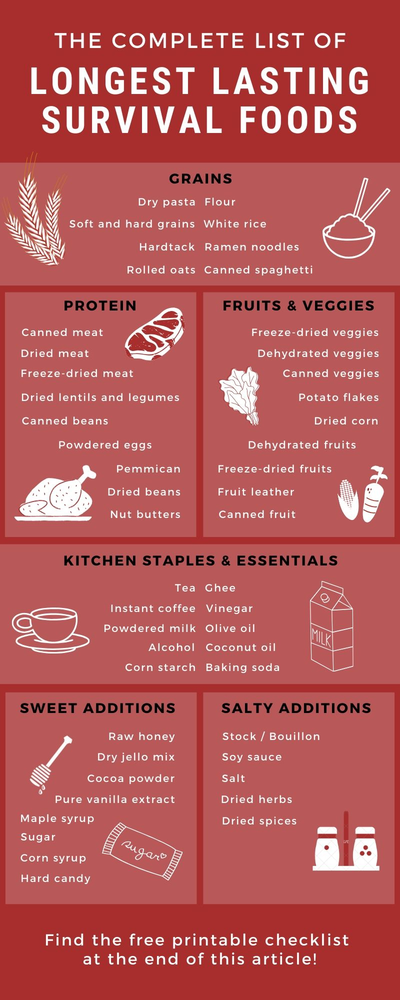 THE COMPLETE LIST OF
LONGEST LASTING
SURVIVAL FOODS
GRAINS
Dry pasta Flour
Soft and hard grains White rice
Hardtack Ramen noodles
Rolled oats Canned spaghetti
PROTEIN
Canned meat
Dried meat
Freeze-dried meat
Dried lentils and legumes
Canned beans
Powdered eggs
Pemmican
Dried beans
Nut butters
FRUITS & VEGGIES
Freeze-dried veggies
Dehydrated veggies
Canned veggies
Potato flakes
Dried corn
Dehydrated fruits
Freeze-dried fruits
Fruit leather
Canned fruit
KITCHEN STAPLES & ESSENTIALS
Tea Ghee
Instant coffee Vinegar
Powdered milk Olive oil
Alcohol Coconut oil
Corn starch Baking soda
MILK
SWEET ADDITIONS
Raw honey
Dry jello mix
Cocoa powder
Pure vanilla extract
Maple syrup
Sugar
Corn syrup
Hard candy
sugar
SALTY ADDITIONS
Stock / Bouillon
Soy sauce
Salt
Dried herbs
Dried spices
Find the free printable checklist
at the end of this article!